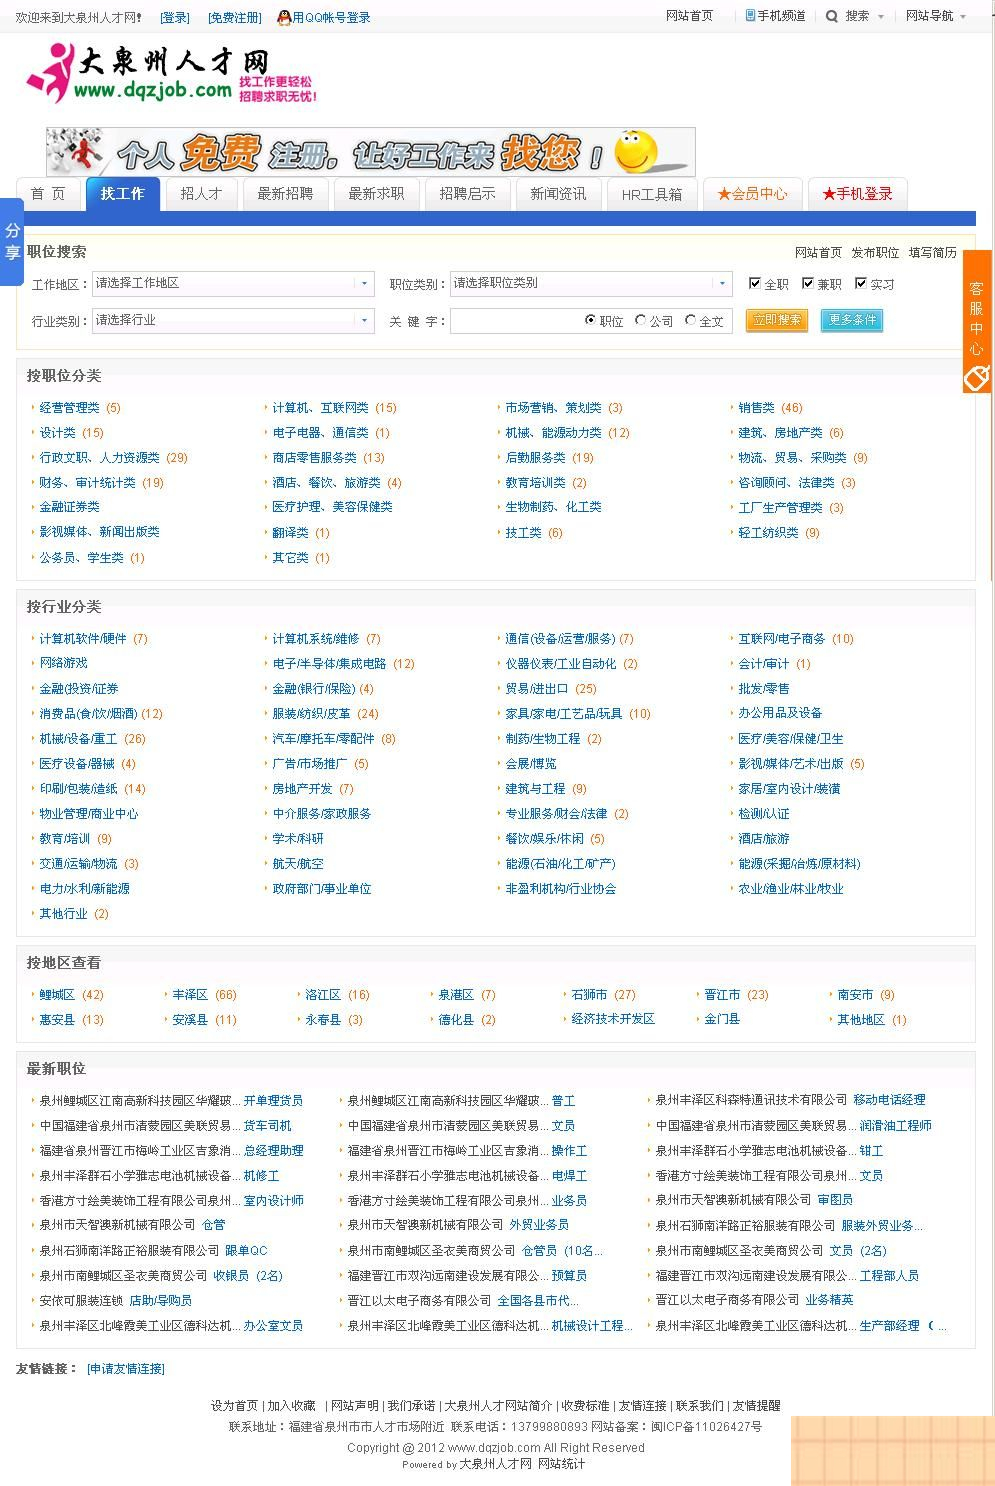 欢迎来到大泉州人才网! [登录] [免费注册] 用QQ帐号登录 网站首页 手机频道 搜索 网站导航
大泉州人才网
www.dqzjob.com 找工作更轻松 招聘求职无忧!
个人免费注册,让好工作来找您!
首 页 找工作 招人才 最新招聘 最新求职 招聘启示 新闻资讯 HR工具箱 ★会员中心 ★手机登录
分享
职位搜索 网站首页 发布职位 填写简历
工作地区: 请选择工作地区 职位类别: 请选择职位类别 全职 兼职 实习
行业类别: 请选择行业 关 键 字: 职位 公司 全文 立即搜索 更多条件
客服中心
按职位分类
经营管理类 (5) 计算机、互联网类 (15) 市场营销、策划类 (3) 销售类 (46)
设计类 (15) 电子电器、通信类 (1) 机械、能源动力类 (12) 建筑、房地产类 (6)
行政文职、人力资源类 (29) 商店零售服务类 (13) 后勤服务类 (19) 物流、贸易、采购类 (9)
财务、审计统计类 (19) 酒店、餐饮、旅游类 (4) 教育培训类 (2) 咨询顾问、法律类 (3)
金融证券类 医疗护理、美容保健类 生物制药、化工类 工厂生产管理类 (3)
影视媒体、新闻出版类 翻译类 (1) 技工类 (6) 轻工纺织类 (9)
公务员、学生类 (1) 其它类 (1)
按行业分类
计算机软件/硬件 (7) 计算机系统/维修 (7) 通信(设备/运营/服务) (7) 互联网/电子商务 (10)
网络游戏 电子/半导体/集成电路 (12) 仪器仪表/工业自动化 (2) 会计/审计 (1)
金融(投资/证券 金融(银行/保险) (4) 贸易/进出口 (25) 批发/零售
消费品(食/饮/烟酒) (12) 服装/纺织/皮革 (24) 家具/家电/工艺品/玩具 (10) 办公用品及设备
机械/设备/重工 (26) 汽车/摩托车/零配件 (8) 制药/生物工程 (2) 医疗/美容/保健/卫生
医疗设备/器械 (4) 广告/市场推广 (5) 会展/博览 影视/媒体/艺术/出版 (5)
印刷/包装/造纸 (14) 房地产开发 (7) 建筑与工程 (9) 家居/室内设计/装潢
物业管理/商业中心 中介服务/家政服务 专业服务/财会/法律 (2) 检测/认证
教育/培训 (9) 学术/科研 餐饮/娱乐/休闲 (5) 酒店/旅游
交通/运输/物流 (3) 航天/航空 能源(石油/化工/矿产) 能源(采掘/冶炼/原材料)
电力/水利/新能源 政府部门/事业单位 非盈利机构/行业协会 农业/渔业/林业/牧业
其他行业 (2)
按地区查看
鲤城区 (42) 丰泽区 (66) 洛江区 (16) 泉港区 (7) 石狮市 (27) 晋江市 (23) 南安市 (9)
惠安县 (13) 安溪县 (11) 永春县 (3) 德化县 (2) 经济技术开发区 金门县 其他地区 (1)
最新职位
泉州鲤城区江南高新科技园区华耀玻... 开单理货员 泉州鲤城区江南高新科技园区华耀玻... 普工 泉州丰泽区科森特通讯技术有限公司 移动电话经理
中国福建省泉州市清蒙园区美联贸易... 货车司机 中国福建省泉州市清蒙园区美联贸易... 文员 中国福建省泉州市清蒙园区美联贸易... 润滑油工程师
福建省泉州晋江市梅岭工业区吉象消... 总经理助理 福建省泉州晋江市梅岭工业区吉象消... 操作工 泉州丰泽群石小学雅志电池机械设备... 钳工
泉州丰泽群石小学雅志电池机械设备... 机修工 泉州丰泽群石小学雅志电池机械设备... 电焊工 香港方寸绘美装饰工程有限公司泉州... 文员
香港方寸绘美装饰工程有限公司泉州... 室内设计师 香港方寸绘美装饰工程有限公司泉州... 业务员 泉州市天智澳新机械有限公司 审图员
泉州市天智澳新机械有限公司 仓管 泉州市天智澳新机械有限公司 外贸业务员 泉州石狮南洋路正裕服装有限公司 服装外贸业务...
泉州石狮南洋路正裕服装有限公司 跟单QC 泉州市南鲤城区圣衣美商贸公司 仓管员 (10名... 泉州市南鲤城区圣衣美商贸公司 文员 (2名)
泉州市南鲤城区圣衣美商贸公司 收银员 (2名) 福建晋江市双沟远南建设发展有限公... 预算员 福建晋江市双沟远南建设发展有限公... 工程部人员
安依可服装连锁 店助/导购员 晋江以太电子商务有限公司 全国各县市代... 晋江以太电子商务有限公司 业务精英
泉州丰泽区北峰霞美工业区德科达机... 办公室文员 泉州丰泽区北峰霞美工业区德科达机... 机械设计工程... 泉州丰泽区北峰霞美工业区德科达机... 生产部经理 ( ...
友情链接: [申请友情连接]
设为首页 | 加入收藏 | 网站声明 | 我们承诺 | 大泉州人才网站简介 | 收费标准 | 友情连接 | 联系我们 | 友情提醒
联系地址:福建省泉州市市人才市场附近 联系电话:13799880893 网站备案:闽ICP备11026427号
Copyright @ 2012 www.dqzjob.com All Right Reserved
Powered by 大泉州人才网 网站统计